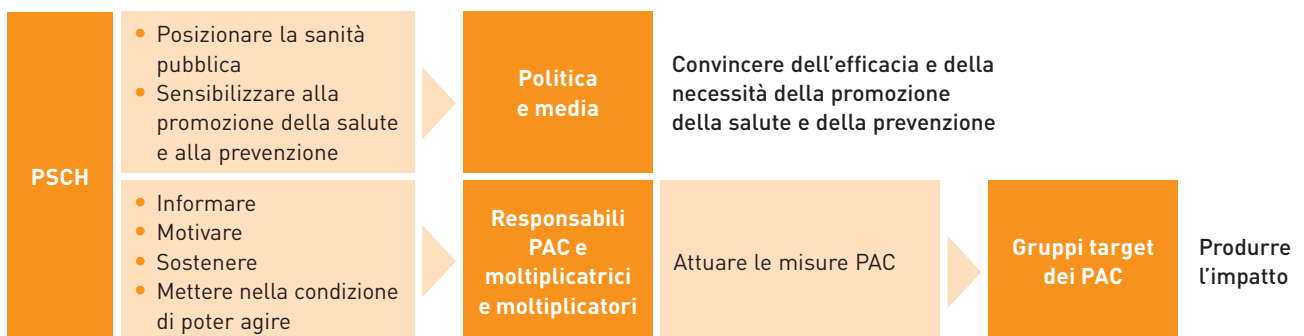 PSCH
• Posizionare la sanità
pubblica
• Sensibilizzare alla
promozione della salute
e alla prevenzione
Politica
e media
Convincere dell’efficacia e della
necessità della promozione
della salute e della prevenzione
• Informare
• Motivare
• Sostenere
• Mettere nella condizione
di poter agire
Responsabili
PAC e
moltiplicatrici
e moltiplicatori
Attuare le misure PAC
Gruppi target
dei PAC
Produrre
l’impatto